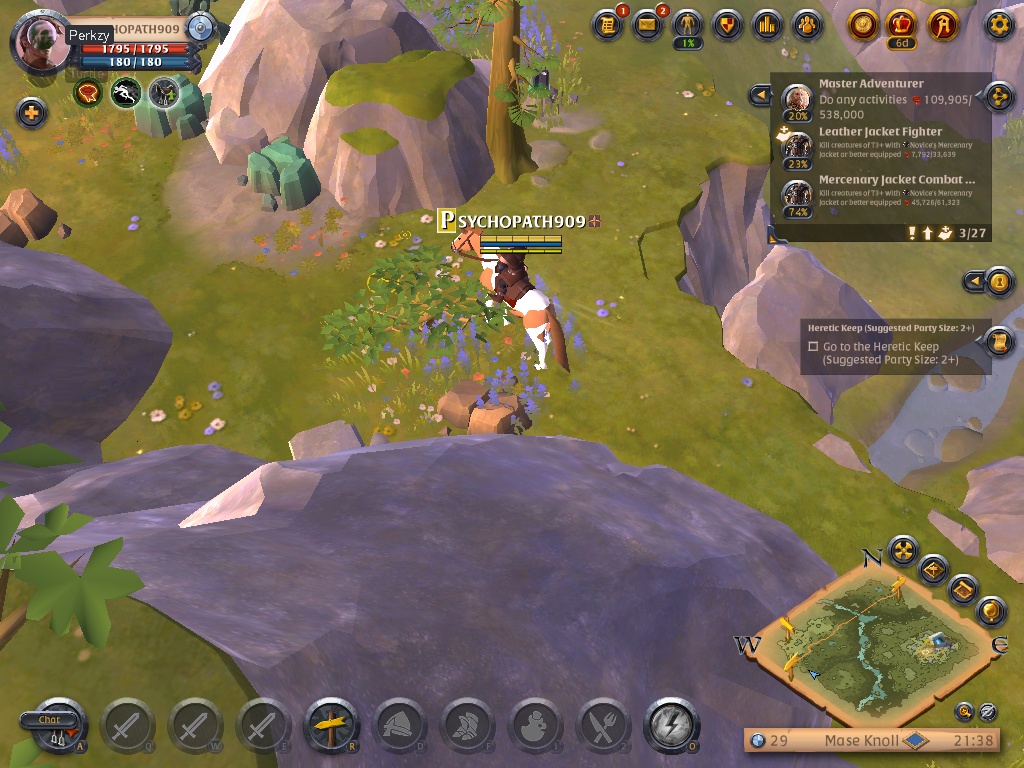 HOPATH909
Perkzy
1795/1795
180/180
1
2
1%
6d
Master Adventurer
Do any activities 109,905/
538,000
20%
Leather Jacket Fighter
Kill creatures of T3+ with Novice's Mercenary
Jacket or better equipped 7,792/33,639
23%
Mercenary Jacket Combat ...
Kill creatures of T3+ with Novice's Mercenary
Jacket or better equipped 45,726/61,323
74%
3/27
PSYCHOPATH909
Heretic Keep (Suggested Party Size: 2+)
Go to the Heretic Keep
(Suggested Party Size: 2+)
N
W
E
Chat
A
Q
W
E
R
D
F
1
2
O
29
Mase Knoll
21:38